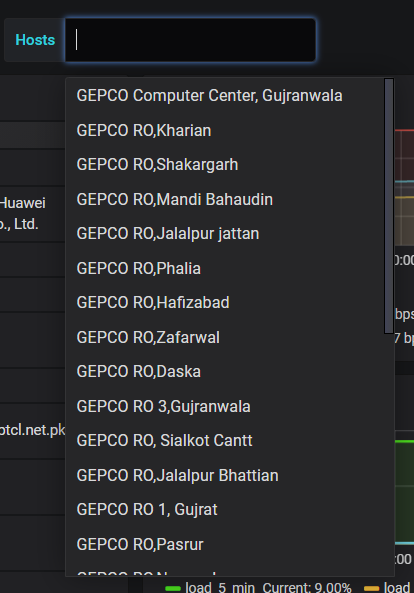 Hosts
GEPCO Computer Center, Gujranwala
GEPCO RO,Kharian
GEPCO RO,Shakargarh
Huawei
GEPCO RO,Mandi Bahaudin
o., Ltd.
GEPCO RO,Jalalpur jattan
GEPCO RO,Phalia
0:00
GEPCO RO,Hafizabad
bps
GEPCO RO,Zafarwal
7 bp
GEPCO RO,Daska
GEPCO RO 3,Gujranwala
ptcl.net.pk
GEPCO RO, Sialkot Cantt
GEPCO RO,Jalalpur Bhattian
GEPCO RO 1, Gujrat
GEPCO RO,Pasrur
:00
GEPCO
load_5_min Current: 9.00% load